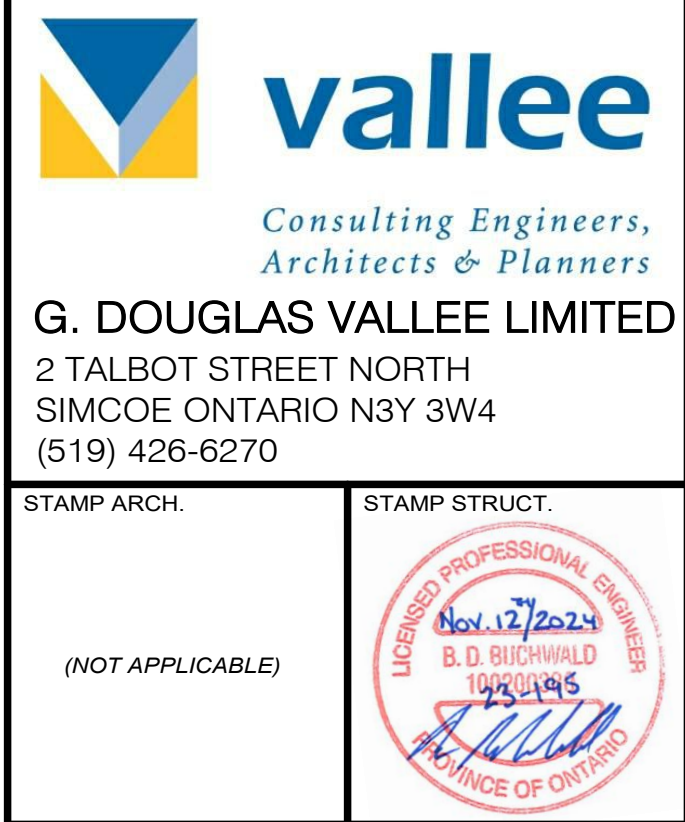 vallee
Consulting Engineers,
Architects & Planners
G. DOUGLAS VALLEE LIMITED
2 TALBOT STREET NORTH
SIMCOE ONTARIO N3Y 3W4
(519) 426-6270
STAMP ARCH.
(NOT APPLICABLE)
STAMP STRUCT.
LICENSED PROFESSIONAL ENGINEER
Nov. 12TH/2024
B. D. BUCHWALD
23-195
PROVINCE OF ONTARIO